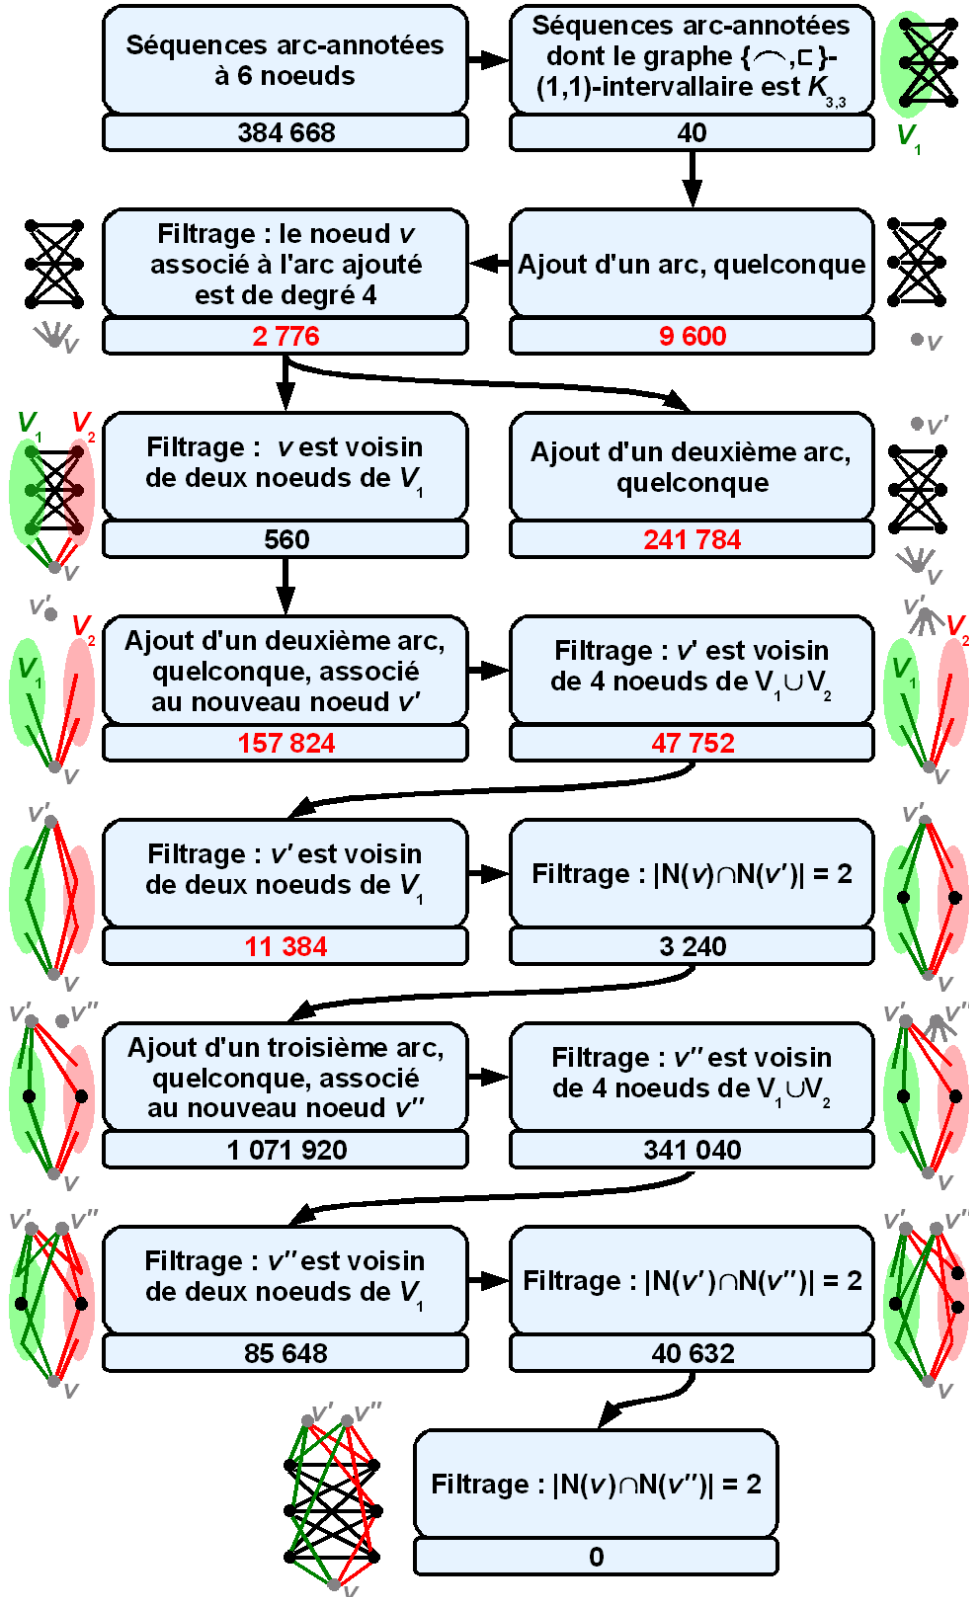 Séquences arc-annotées
à 6 noeuds
384 668
Séquences arc-annotées
dont le graphe {⌒,⊏}-
(1,1)-intervallaire est K3,3
40
V1
Filtrage : le noeud v
associé à l'arc ajouté
est de degré 4
2 776
v
Ajout d'un arc, quelconque
9 600
v
V1 V2
Filtrage : v est voisin
de deux noeuds de V1
560
v
Ajout d'un deuxième arc,
quelconque
241 784
v'
v
v'
V2
V1
v
Ajout d'un deuxième arc,
quelconque, associé
au nouveau noeud v'
157 824
Filtrage : v' est voisin
de 4 noeuds de V1∪V2
47 752
v'
V2
V1
v
v'
v
Filtrage : v' est voisin
de deux noeuds de V1
11 384
Filtrage : |N(v)∩N(v')| = 2
3 240
v'
v
v' v''
v
Ajout d'un troisième arc,
quelconque, associé
au nouveau noeud v''
1 071 920
Filtrage : v'' est voisin
de 4 noeuds de V1∪V2
341 040
v' v''
v
v' v''
v
Filtrage : v'' est voisin
de deux noeuds de V1
85 648
Filtrage : |N(v')∩N(v'')| = 2
40 632
v' v''
v
v' v''
v
Filtrage : |N(v)∩N(v'')| = 2
0